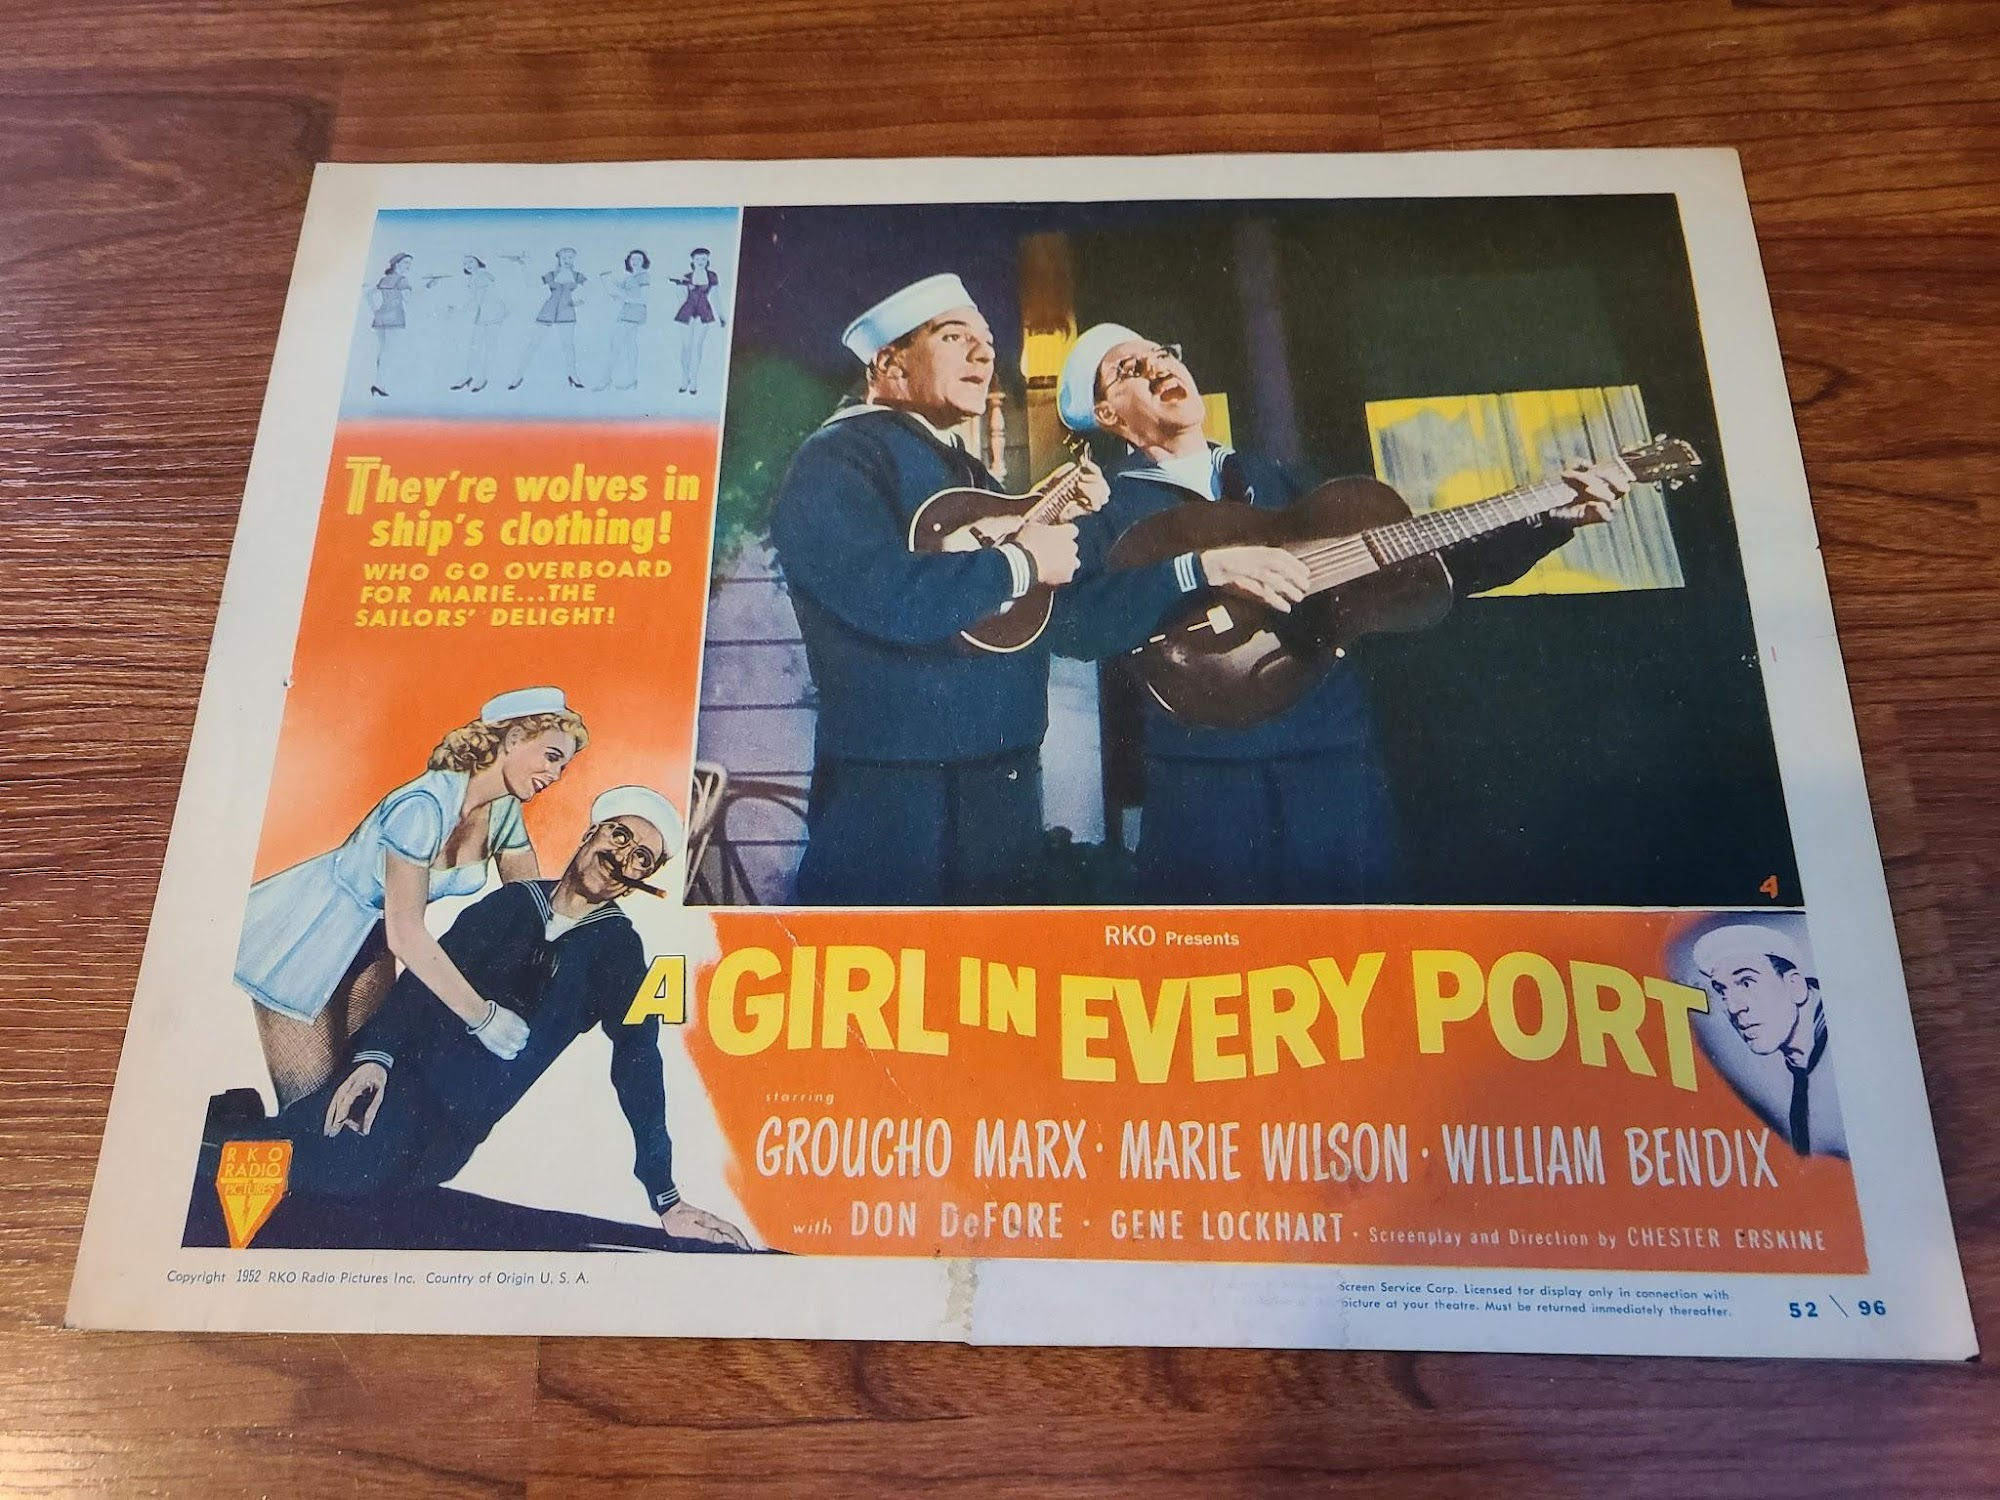 They're wolves in
ship's clothing!
WHO GO OVERBOARD
FOR MARIE...THE
SAILORS' DELIGHT!
4
RKO Presents
A GIRL IN EVERY PORT
starring
GROUCHO MARX · MARIE WILSON · WILLIAM BENDIX
with DON DeFORE · GENE LOCKHART · Screenplay and Direction by CHESTER ERSKINE
RKO
RADIO
PICTURES
Copyright 1952 RKO Radio Pictures Inc. Country of Origin U. S. A.
Screen Service Corp. Licensed for display only in connection with
picture at your theatre. Must be returned immediately thereafter.
52 \ 96